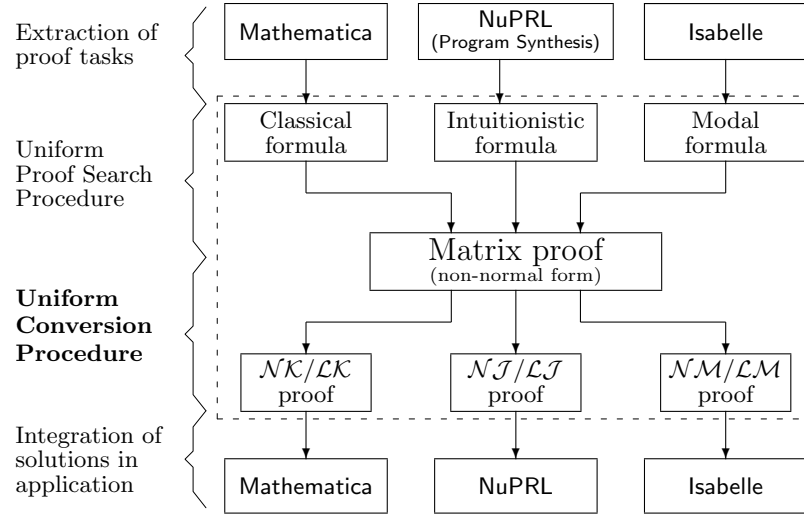 Extraction of
proof tasks
Mathematica
NuPRL
(Program Synthesis)
Isabelle
Uniform
Proof Search
Procedure
Classical
formula
Intuitionistic
formula
Modal
formula
Matrix proof
(non-normal form)
Uniform
Conversion
Procedure
𝒩𝒦/ℒ𝒦
proof
𝒩𝒥/ℒ𝒥
proof
𝒩ℳ/ℒℳ
proof
Integration of
solutions in
application
Mathematica
NuPRL
Isabelle